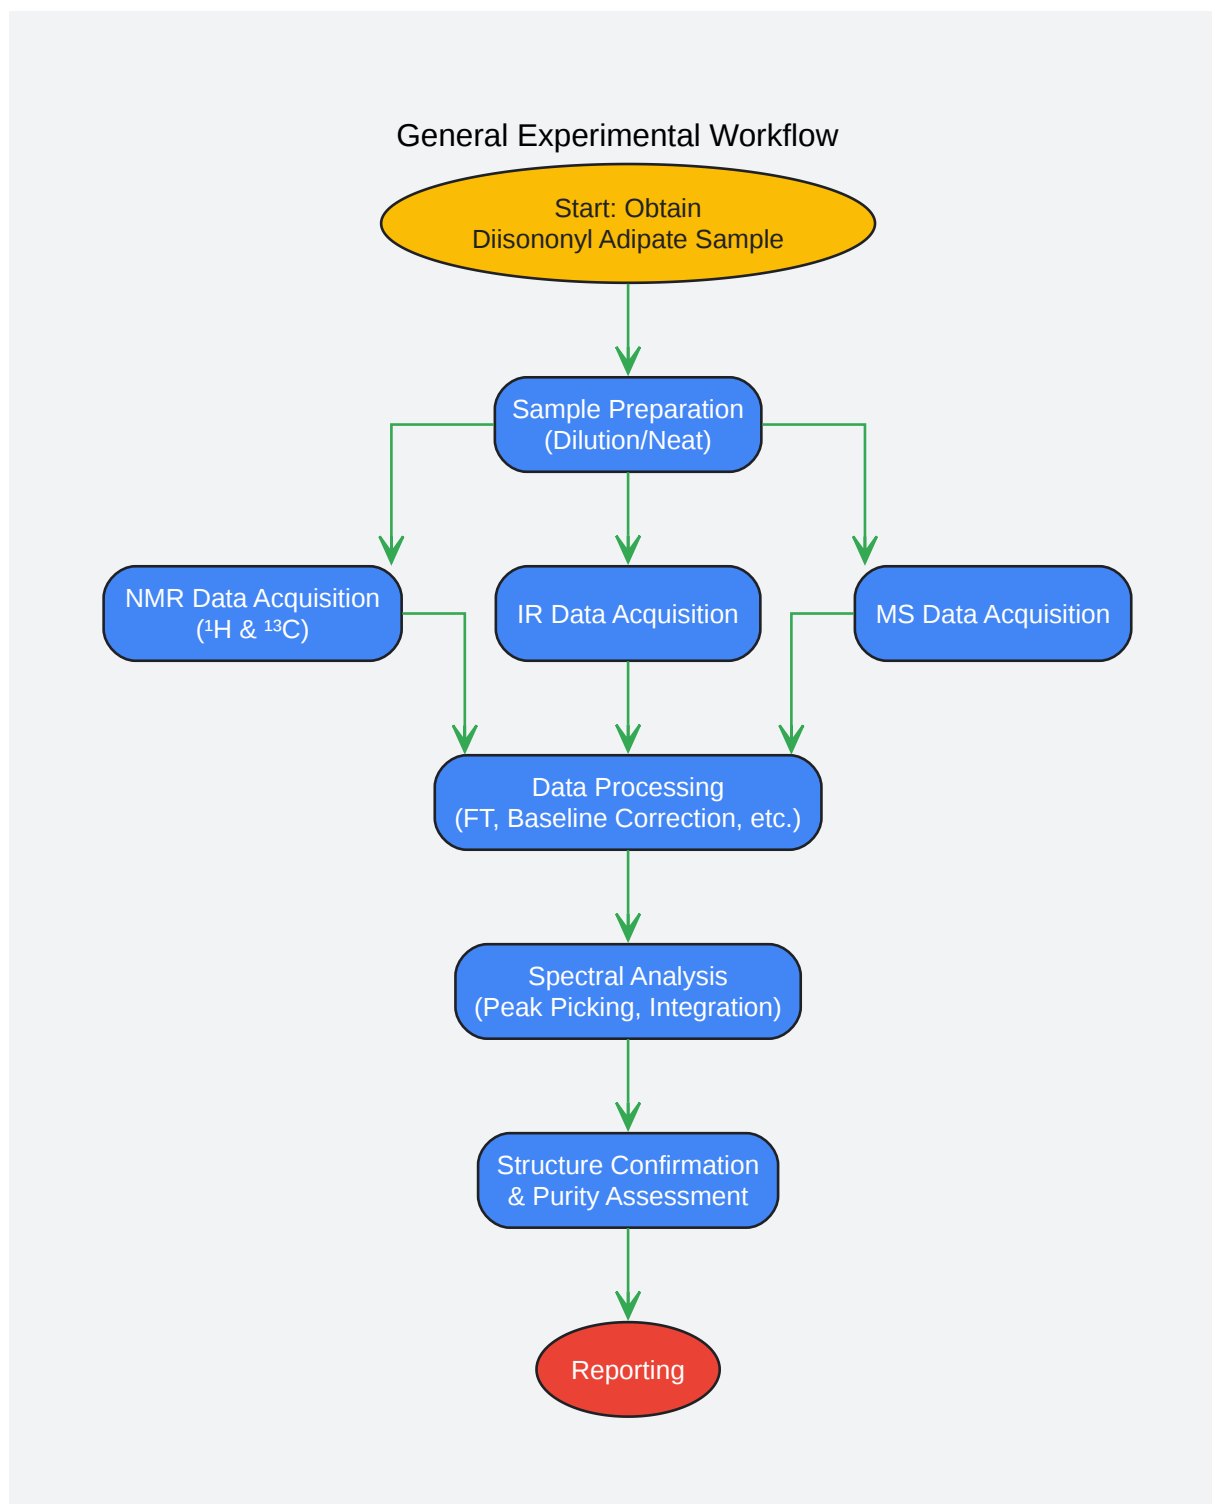 General Experimental Workflow
Start: Obtain
Diisononyl Adipate Sample
Sample Preparation
(Dilution/Neat)
NMR Data Acquisition
(¹H & ¹³C)
IR Data Acquisition
MS Data Acquisition
Data Processing
(FT, Baseline Correction, etc.)
Spectral Analysis
(Peak Picking, Integration)
Structure Confirmation
& Purity Assessment
Reporting